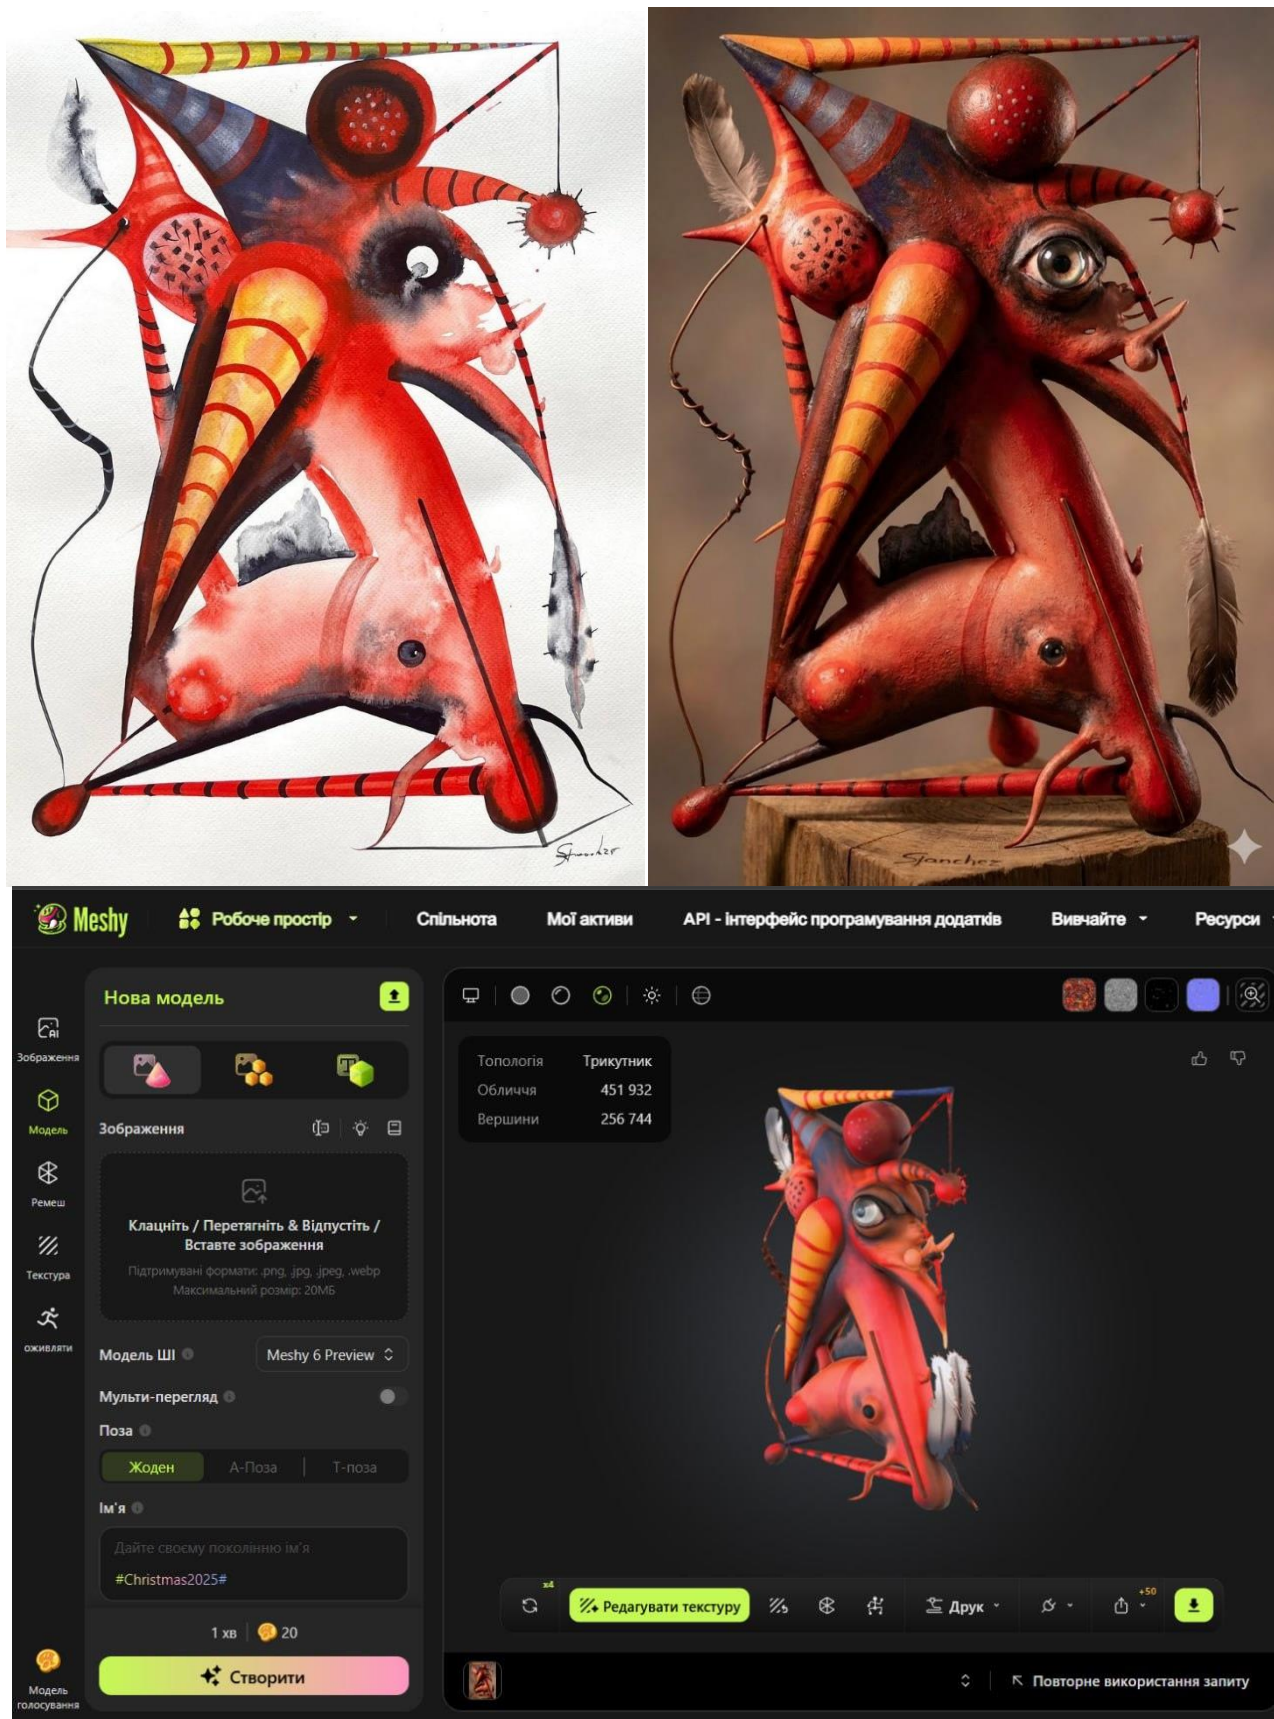 Sjanchez
Meshy
Робоче простір
Спільнота
Мої активи
API - інтерфейс програмування додатків
Вивчайте
Ресурси
Нова модель
Зображення
Модель
Ремеш
Текстура
оживляти
Модель
голосування
Зображення
Клацніть / Перетягніть & Відпустіть /
Вставте зображення
Підтримувані формати: .png, .jpg, .jpeg, .webp
Максимальний розмір: 20МБ
Модель ШІ
Meshy 6 Preview
Мульти-перегляд
Поза
Жоден
А-Поза
Т-поза
Ім'я
Дайте своєму поколінню ім'я
#Christmas2025#
1 хв
20
Створити
Топологія Трикутник
Обличчя 451 932
Вершини 256 744
x4
Редагувати текстуру
Друк
+50
Повторне використання запиту